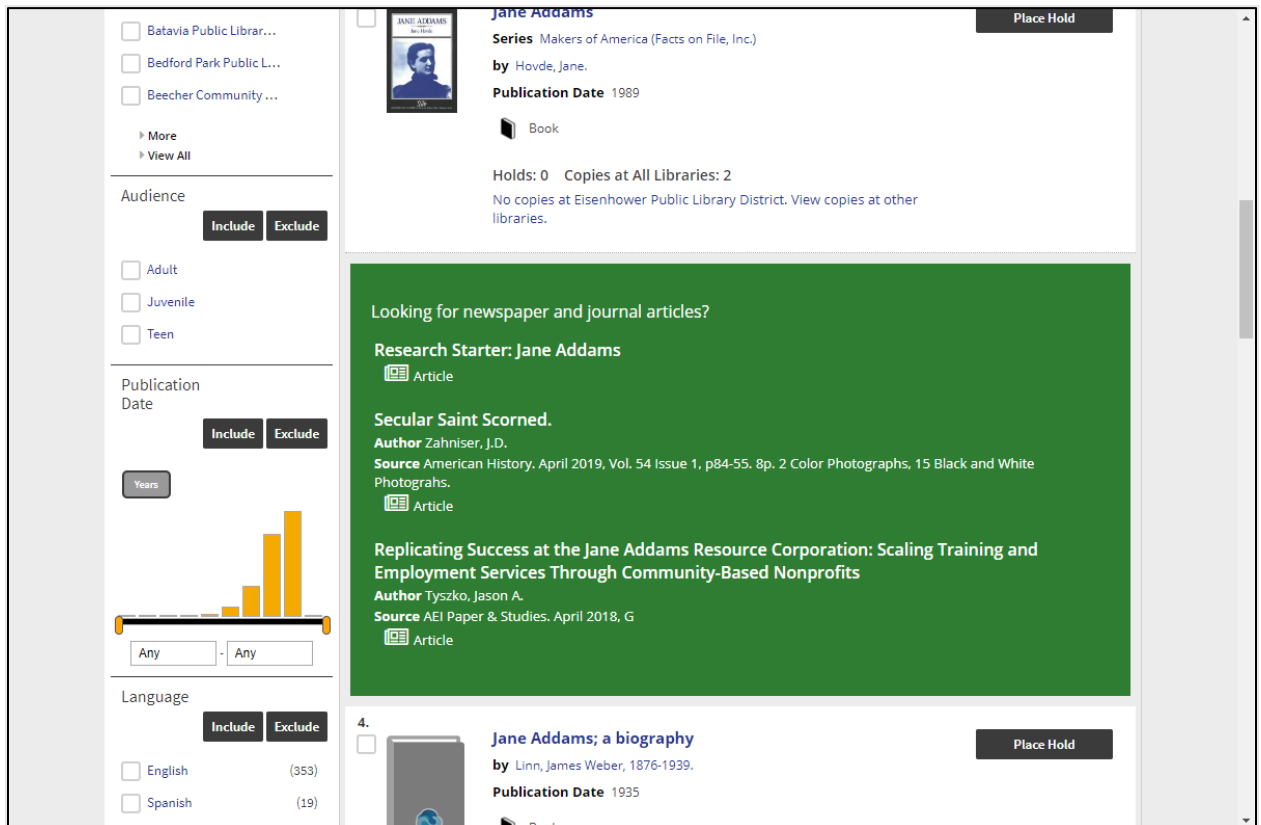 Batavia Public Librar...
Bedford Park Public L...
Beecher Community ...
More
View All
Audience
Include Exclude
Adult
Juvenile
Teen
Publication
Date
Include Exclude
Years
Any - Any
Language
Include Exclude
English (353)
Spanish (19)
JANE ADDAMS
Jane Addams
Place Hold
Series Makers of America (Facts on File, Inc.)
by Hovde, Jane.
Publication Date 1989
Book
Holds: 0 Copies at All Libraries: 2
No copies at Eisenhower Public Library District. View copies at other
libraries.
Looking for newspaper and journal articles?
Research Starter: Jane Addams
Article
Secular Saint Scorned.
Author Zahniser, J.D.
Source American History. April 2019, Vol. 54 Issue 1, p84-55. 8p. 2 Color Photographs, 15 Black and White
Photograhs.
Article
Replicating Success at the Jane Addams Resource Corporation: Scaling Training and
Employment Services Through Community-Based Nonprofits
Author Tyszko, Jason A.
Source AEI Paper & Studies. April 2018, G
Article
4.
Jane Addams; a biography
Place Hold
by Linn, James Weber, 1876-1939.
Publication Date 1935